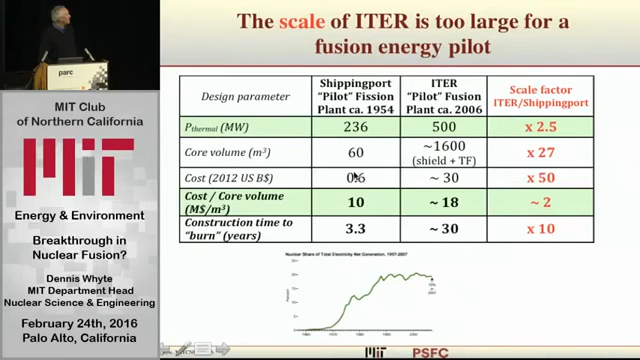 The scale of ITER is too large for a
fusion energy pilot
parc
MIT Club
of Northern California
MIT
Energy & Environment
Breakthrough in
Nuclear Fusion?
Dennis Whyte
MIT Department Head
Nuclear Science & Engineering
February 24th, 2016
Palo Alto, California
Design parameter
Shippingport
"Pilot" Fission
Plant ca. 1954
ITER
"Pilot" Fusion
Plant ca. 2006
Scale factor
ITER/Shippingport
Pthermal (MW)
236
500
x 2.5
Core volume (m³)
60
~1600
(shield + TF)
x 27
Cost (2012 US B$)
0.6
~ 30
x 50
Cost / Core volume
(M$/m³)
10
~ 18
~ 2
Construction time to
"burn" (years)
3.3
~ 30
x 10
Nuclear Share of Total Electricity Net Generation, 1957-2007
MIT
PSFC